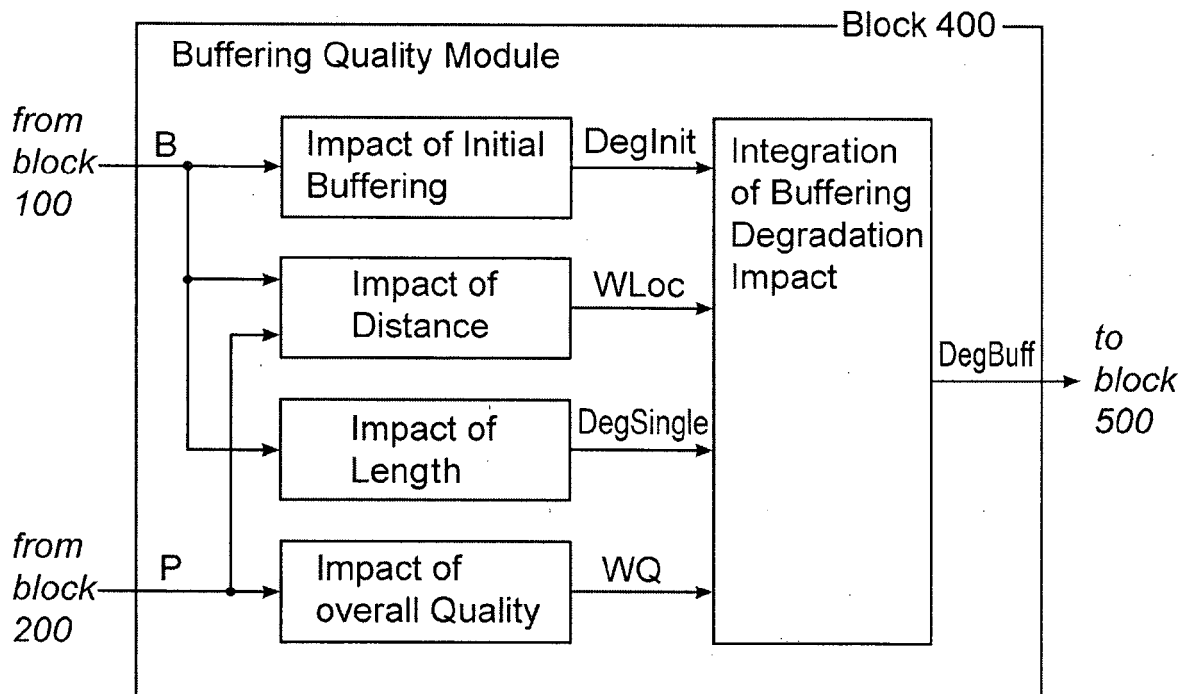 Block 400
Buffering Quality Module
from
block
100
B
Impact of Initial
Buffering
DegInit
Integration
of Buffering
Degradation
Impact
Impact of
Distance
WLoc
DegBuff
to
block
500
Impact of
Length
DegSingle
from
block
200
P
Impact of
overall Quality
WQ